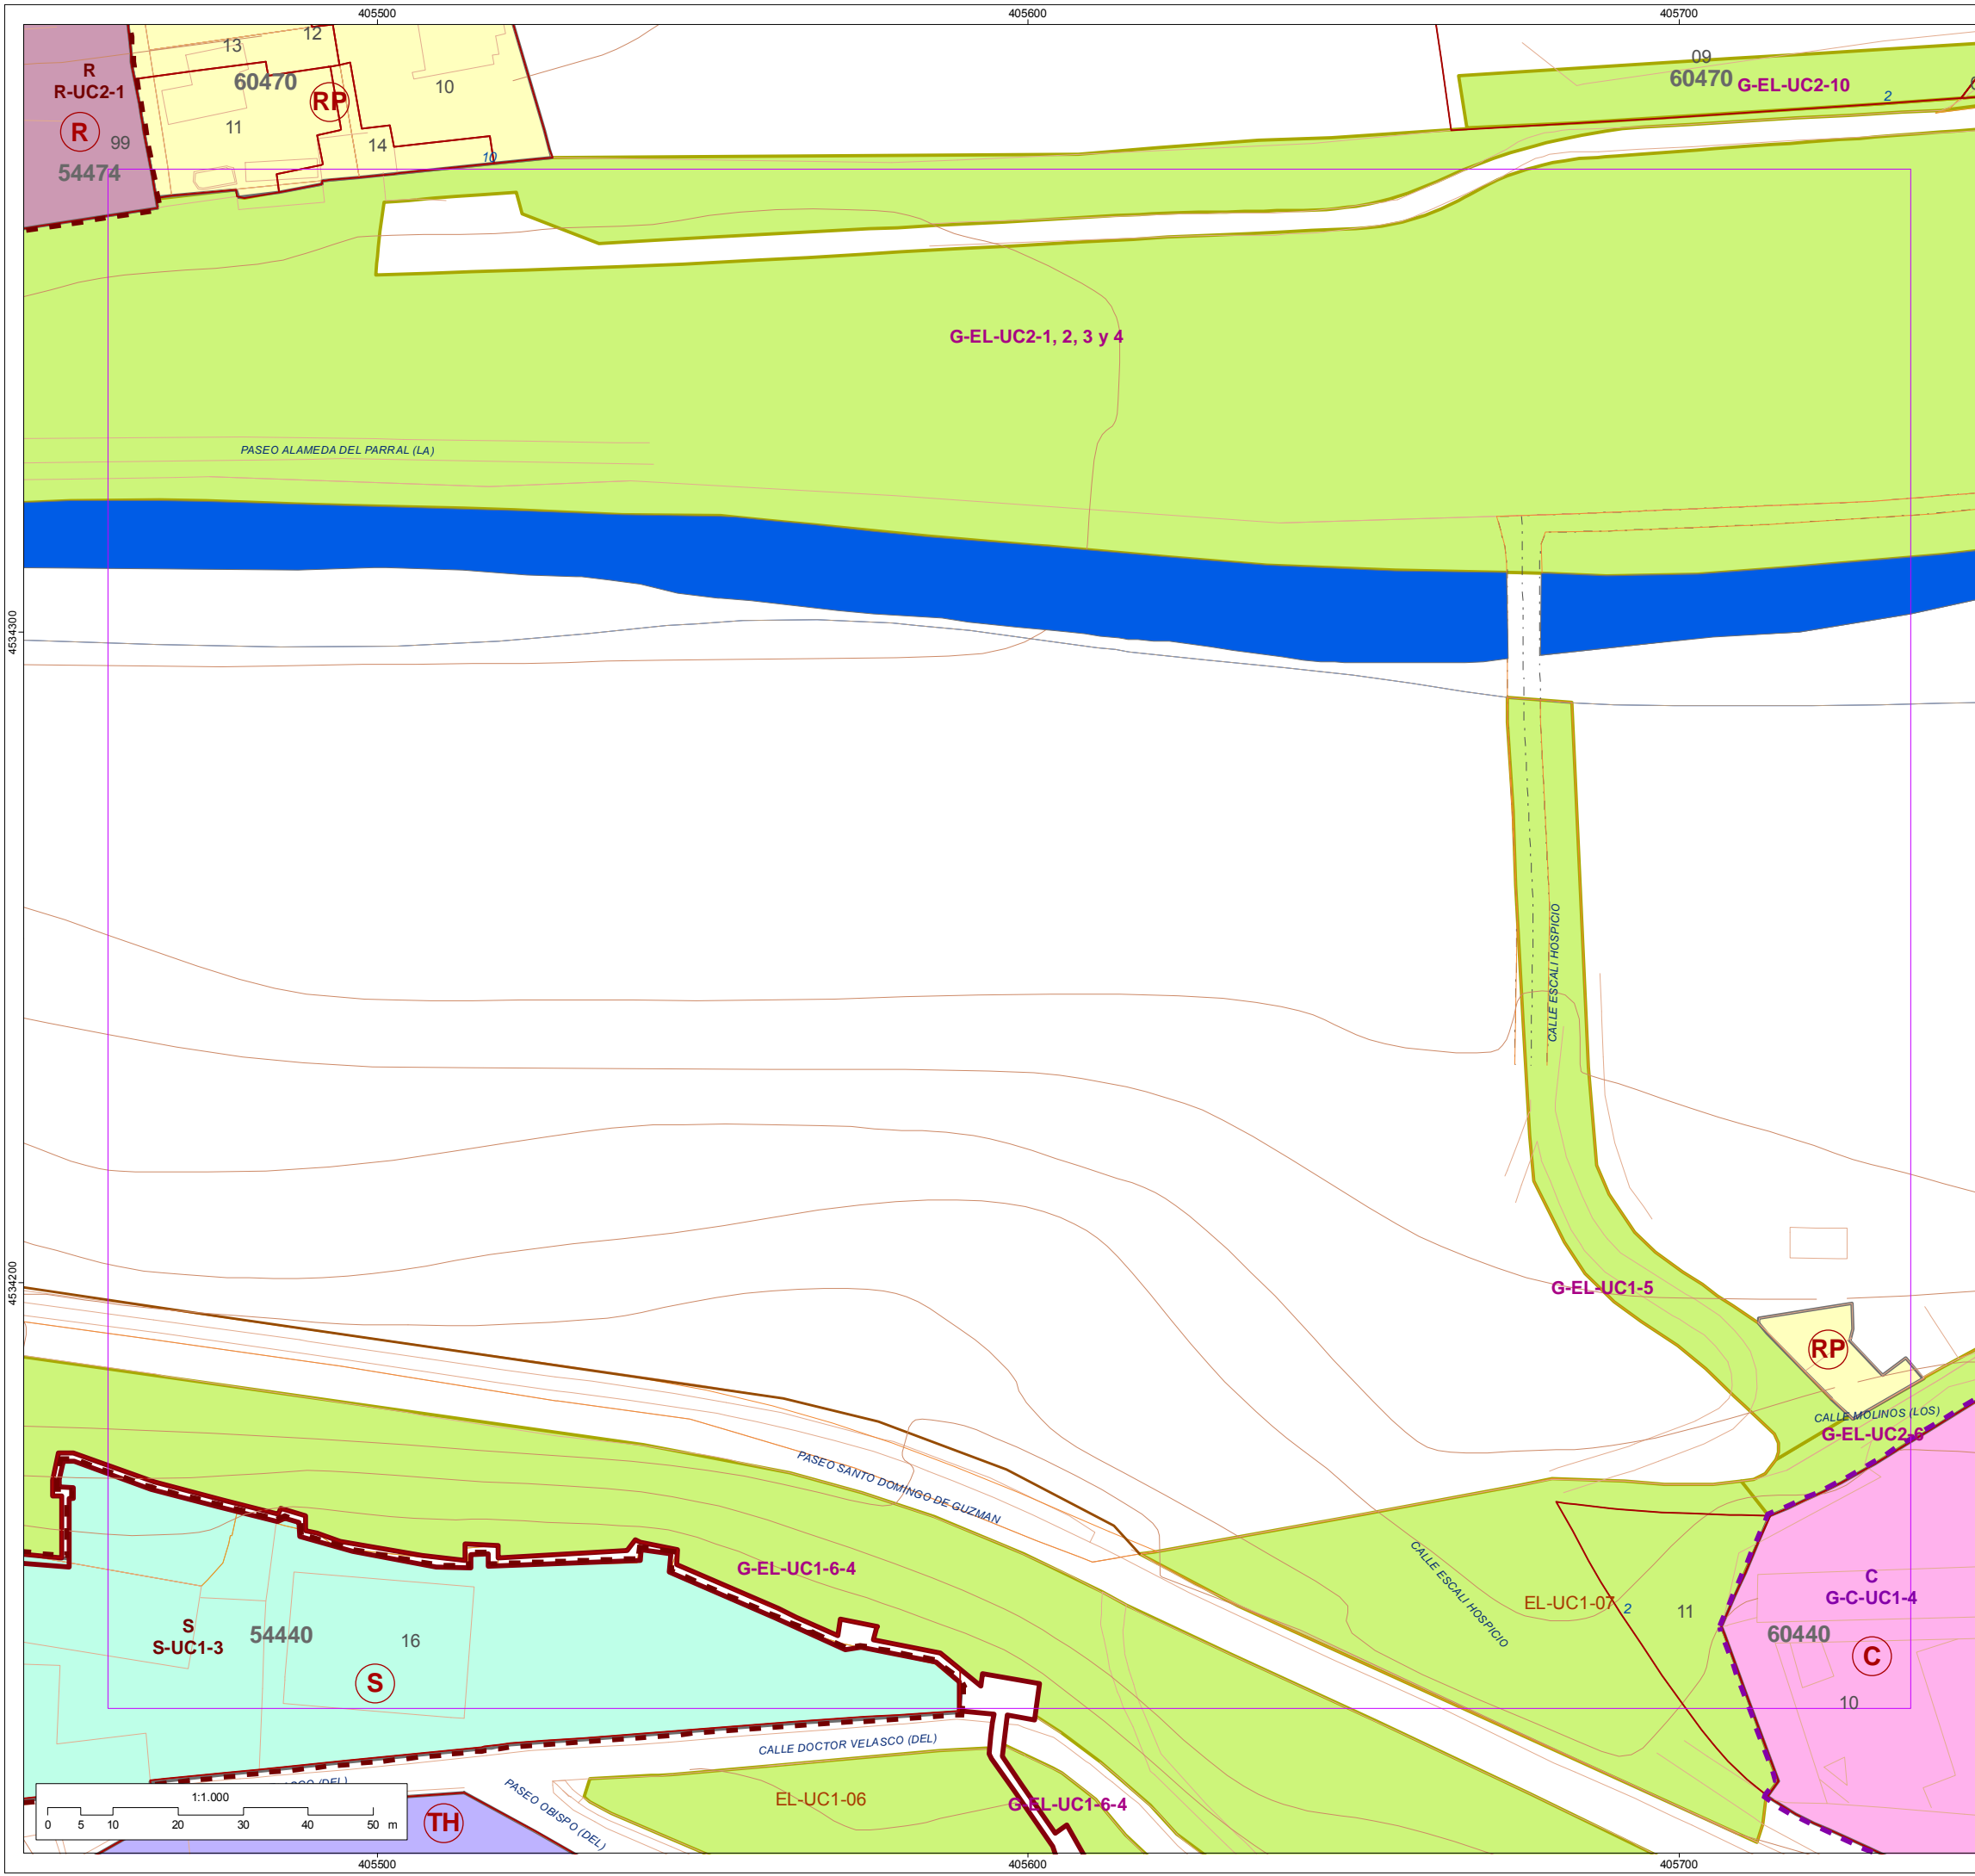 405500
405600
405700
13
12
R
R-UC2-1
60470
RP
10
09
60470
G-EL-UC2-10
2
R
99
11
14
10
54474
G-EL-UC2-1, 2, 3 y 4
PASEO ALAMEDA DEL PARRAL (LA)
4534300
CALLE ESCALI HOSPICIO
4534200
G-EL-UC1-5
RP
CALLE MOLINOS (LOS)
G-EL-UC2-6
PASEO SANTO DOMINGO DE GUZMAN
G-EL-UC1-6-4
CALLE ESCALI HOSPICIO
C
G-C-UC1-4
EL-UC1-07
2
11
S
S-UC1-3
54440
16
60440
C
S
10
CALLE DOCTOR VELASCO (DEL)
(DEL)
1:1.000
0 5 10 20 30 40 50 m
TH
PASEO OBISPO (DEL)
EL-UC1-06
G-EL-UC1-6-4
405500
405600
405700